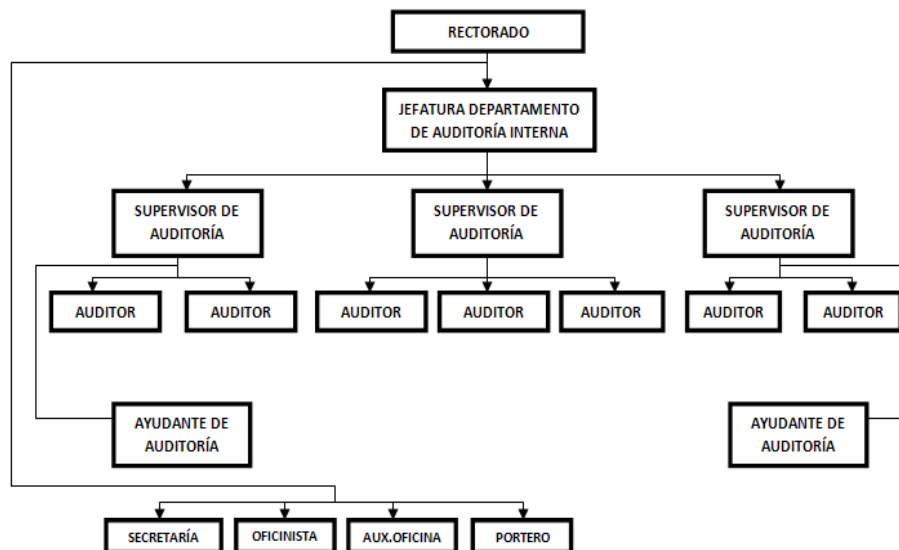 RECTORADO
JEFATURA DEPARTAMENTO
DE AUDITORÍA INTERNA
SUPERVISOR DE
AUDITORÍA
SUPERVISOR DE
AUDITORÍA
SUPERVISOR DE
AUDITORÍA
AUDITOR
AUDITOR
AUDITOR
AUDITOR
AUDITOR
AUDITOR
AUDITOR
AYUDANTE DE
AUDITORÍA
AYUDANTE DE
AUDITORÍA
SECRETARÍA
OFICINISTA
AUX.OFICINA
PORTERO